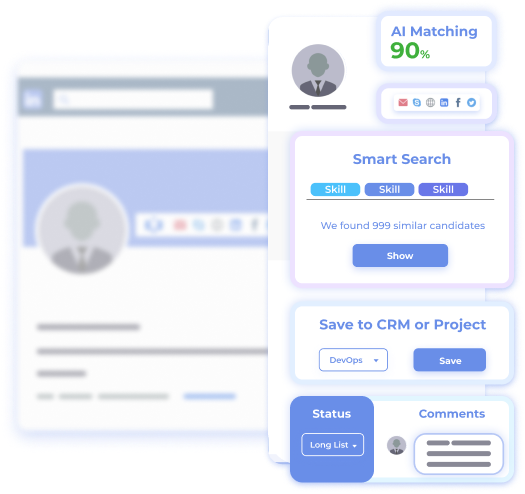 in
AI Matching
90%
Smart Search
Skill Skill Skill
We found 999 similar candidates
Show
Save to CRM or Project
DevOps
Save
Status
Comments
Long List